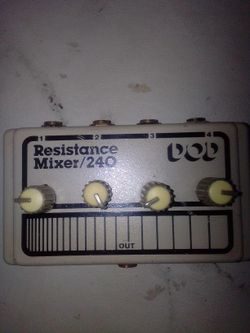 1 2 3 4
Resistance DOD
Mixer/240
OUT